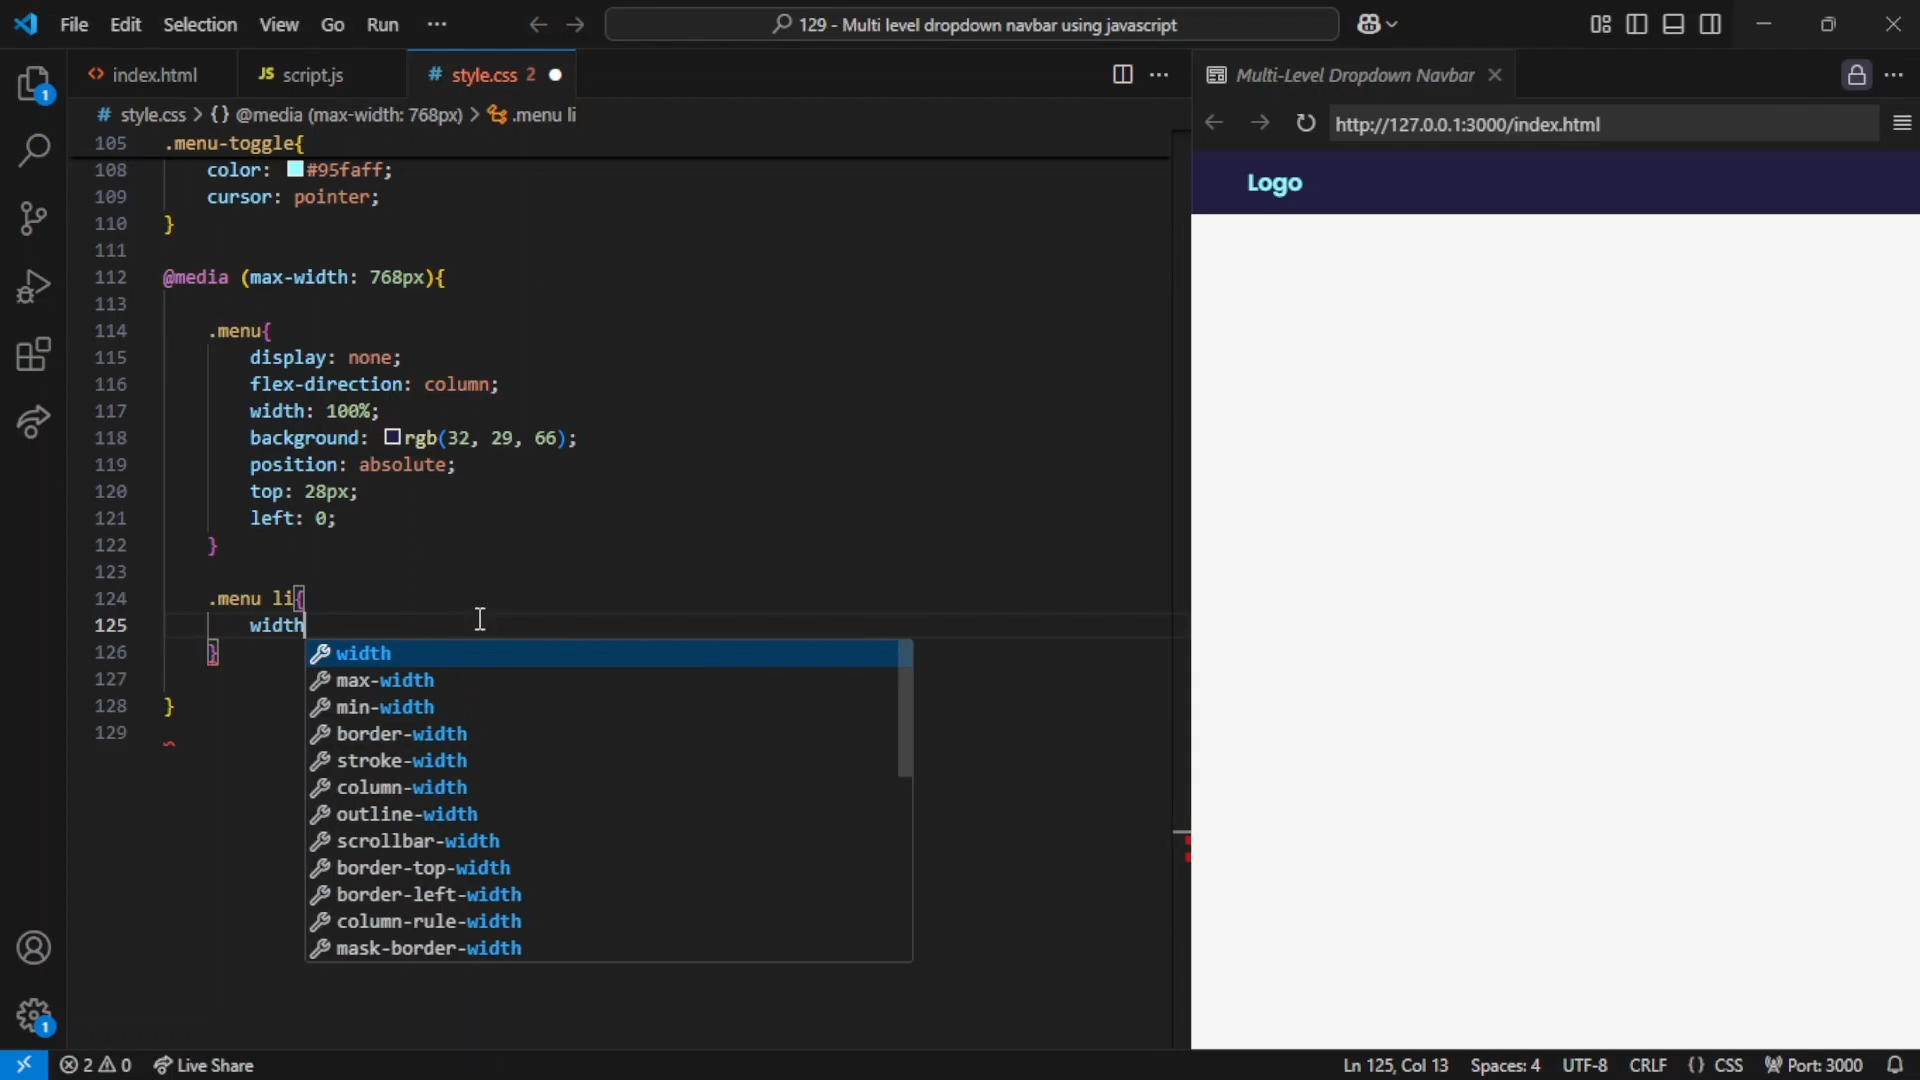 File Edit Selection View Go Run ···
129 - Multi level dropdown navbar using javascript
index.html
JS script.js
# style.css 2
Multi-Level Dropdown Navbar
# style.css > {} @media (max-width: 768px) > .menu li
http://127.0.0.1:3000/index.html
Logo
105 .menu-toggle{
108 color: #95faff;
109 cursor: pointer;
110 }
111
112 @media (max-width: 768px){
113
114 .menu{
115 display: none;
116 flex-direction: column;
117 width: 100%;
118 background: rgb(32, 29, 66);
119 position: absolute;
120 top: 28px;
121 left: 0;
122 }
123
124 .menu li{
125 width
126 }
127
128 }
129
width
max-width
min-width
border-width
stroke-width
column-width
outline-width
scrollbar-width
border-top-width
border-left-width
column-rule-width
mask-border-width
1
1
2 0 Live Share
Ln 125, Col 13 Spaces: 4 UTF-8 CRLF {} CSS Port: 3000